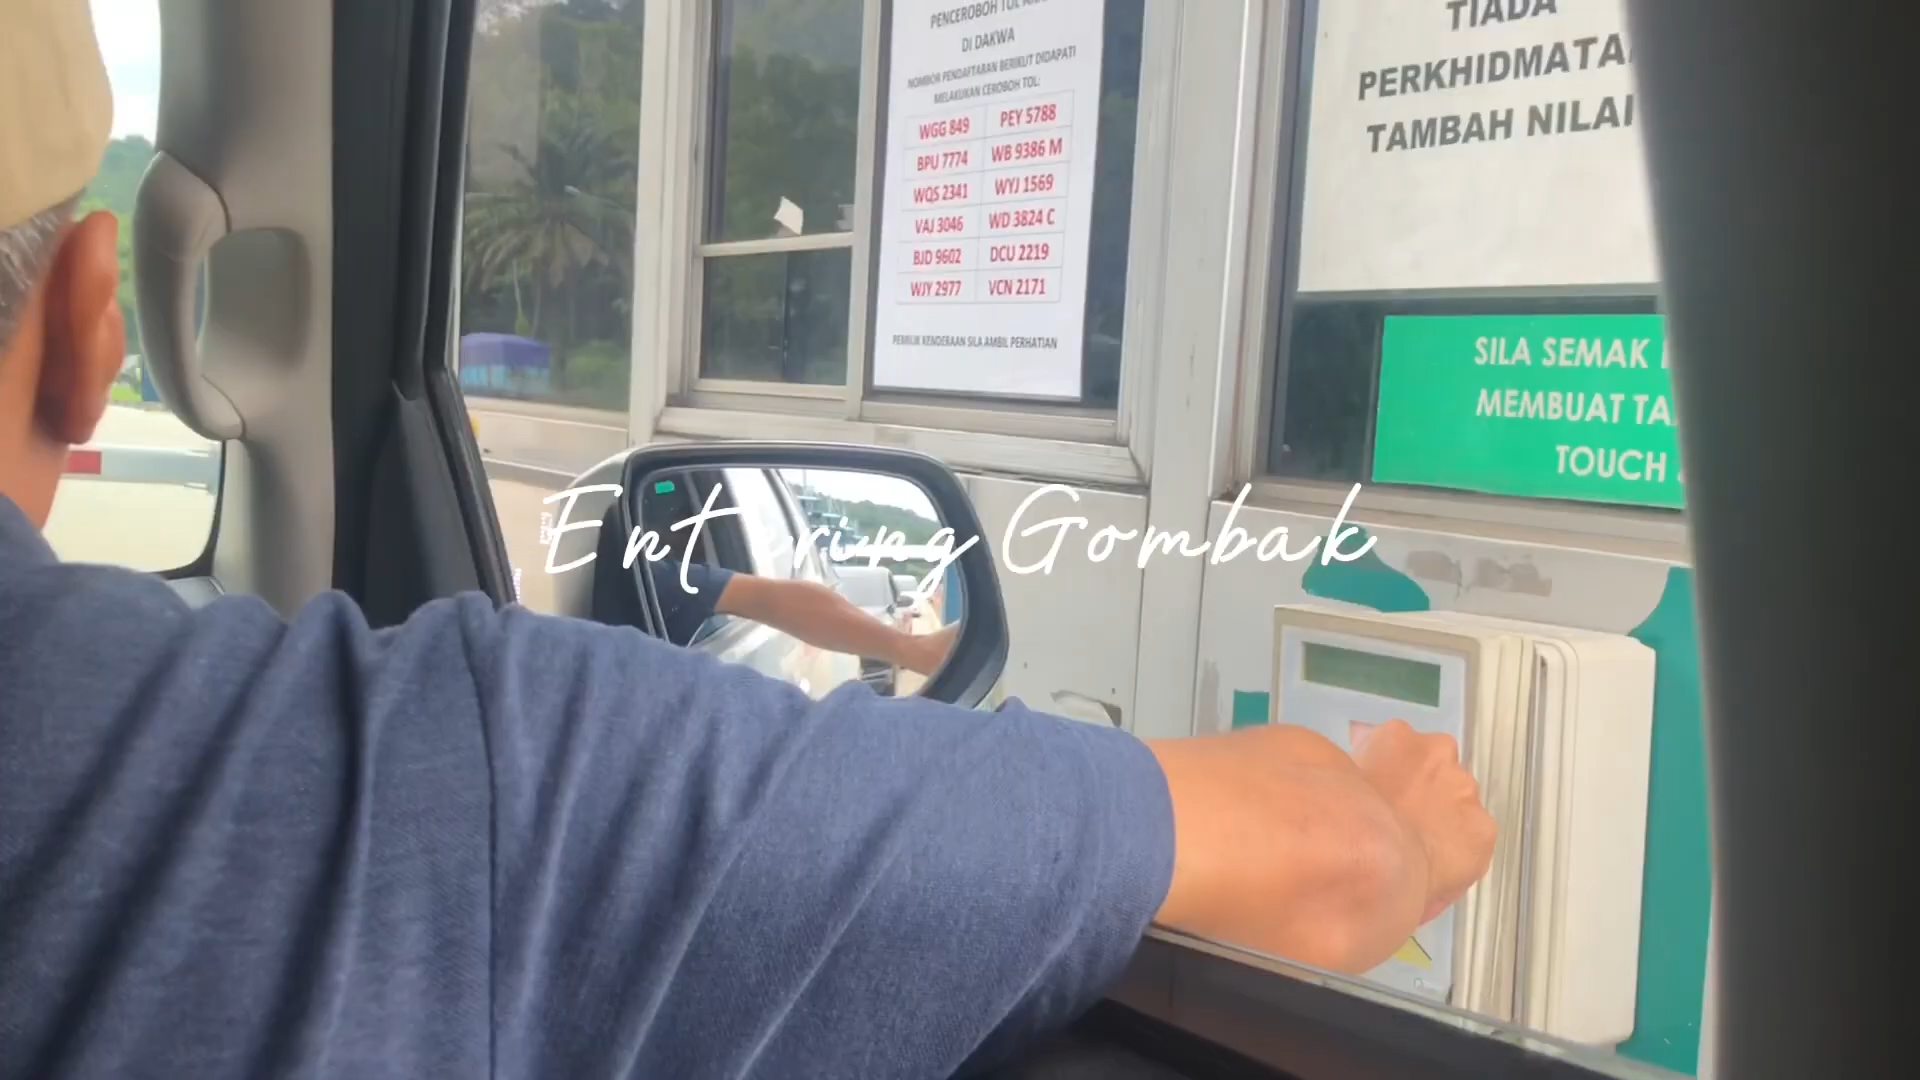 PENCEROBOH TOL
DI DAKWA
NOMBOR PENDAFTARAN BERIKUT DIDAPATI
MELAKUKAN CEROBOH TOL:
WGG 849 PEY 5788
BPU 7774 WB 9386 M
WQS 2341 WYJ 1569
VAJ 3046 WD 3824 C
BJD 9602 DCU 2219
WJY 2977 VCN 2171
PEMILIK KENDERAAN SILA AMBIL PERHATIAN
TIADA
PERKHIDMATA
TAMBAH NILAI
SILA SEMAK
MEMBUAT TA
TOUCH
Entering Gombak